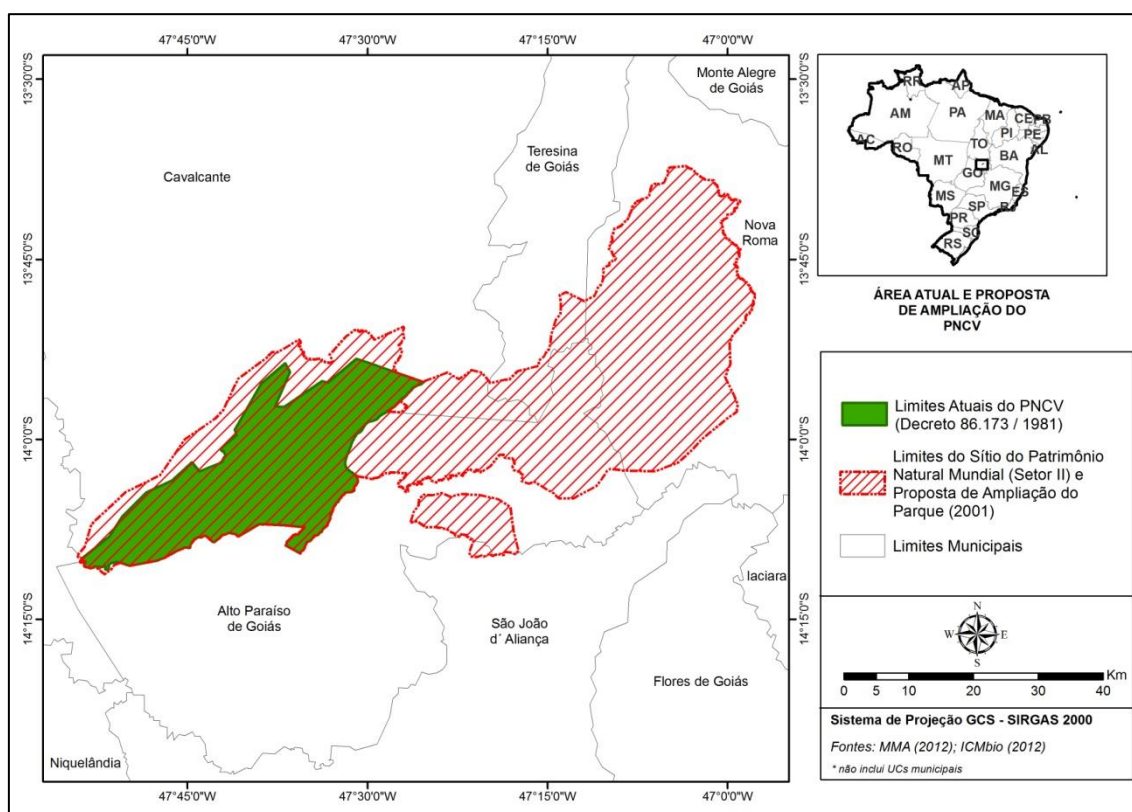 47°45'0"W
47°30'0"W
47°15'0"W
47°0'0"W
13°30'0"S
13°45'0"S
14°0'0"S
14°15'0"S
13°30'0"S
13°45'0"S
14°0'0"S
14°15'0"S
47°45'0"W
47°30'0"W
47°15'0"W
47°0'0"W
Monte Alegre
de Goiás
Teresina
de Goiás
Cavalcante
Nova
Roma
Alto Paraíso
de Goiás
São João
d´ Aliança
Iaciara
Flores de Goiás
Niquelândia
RR
AP
AM
PA
MA
CE
PB
PI
PE
AC
RO
TO
AL
MT
BA
GO
MG
ES
MS
SP
RJ
PR
SC
RS
ÁREA ATUAL E PROPOSTA
DE AMPLIAÇÃO DO
PNCV
Limites Atuais do PNCV
(Decreto 86.173 / 1981)
Limites do Sítio do Patrimônio
Natural Mundial (Setor II) e
Proposta de Ampliação do
Parque (2001)
Limites Municipais
N
W
E
S
Km
0 5 10 20 30 40
Sistema de Projeção GCS - SIRGAS 2000
Fontes: MMA (2012); ICMbio (2012)
* não inclui UCs municipais